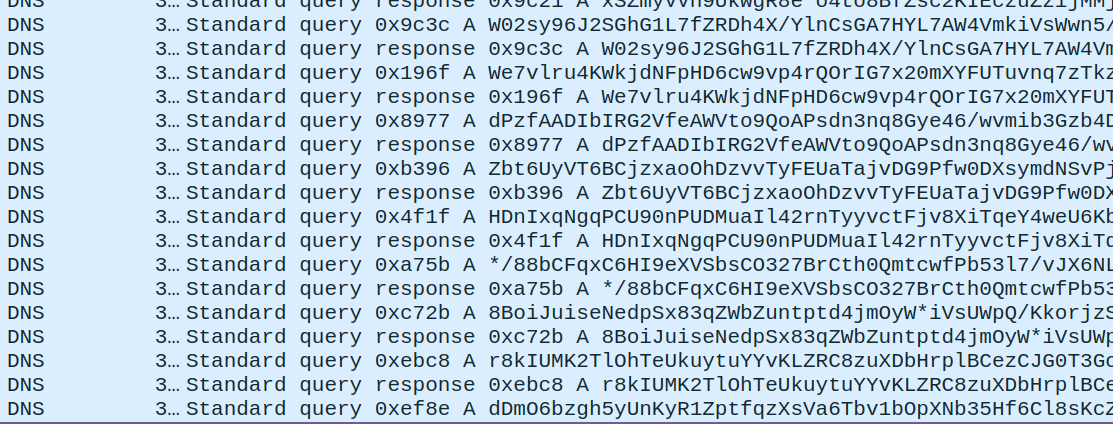 DNS 3… Standard query 0x9c3c A W02sy96J2SGhG1L7fZRDh4X/YlnCsGA7HYL7AW4VmkiVsWwn5/
DNS 3… Standard query response 0x9c3c A W02sy96J2SGhG1L7fZRDh4X/YlnCsGA7HYL7AW4Vm
DNS 3… Standard query 0x196f A We7vlru4KWkjdNFpHD6cw9vp4rQOrIG7x20mXYFUTuvnq7zTkz
DNS 3… Standard query response 0x196f A We7vlru4KWkjdNFpHD6cw9vp4rQOrIG7x20mXYFUT
DNS 3… Standard query 0x8977 A dPzfAADIbIRG2VfeAWVto9QoAPsdn3nq8Gye46/wvmib3Gzb4D
DNS 3… Standard query response 0x8977 A dPzfAADIbIRG2VfeAWVto9QoAPsdn3nq8Gye46/wv
DNS 3… Standard query 0xb396 A Zbt6UyVT6BCjzxaoOhDzvvTyFEUaTajvDG9Pfw0DXsymdNSvPj
DNS 3… Standard query response 0xb396 A Zbt6UyVT6BCjzxaoOhDzvvTyFEUaTajvDG9Pfw0DX
DNS 3… Standard query 0x4f1f A HDnIxqNgqPCU90nPUDMuaIl42rnTyyvctFjv8XiTqeY4weU6Kb
DNS 3… Standard query response 0x4f1f A HDnIxqNgqPCU90nPUDMuaIl42rnTyyvctFjv8XiTq
DNS 3… Standard query 0xa75b A */88bCFqxC6HI9eXVSbsCO327BrCth0QmtcwfPb53l7/vJX6NL
DNS 3… Standard query response 0xa75b A */88bCFqxC6HI9eXVSbsCO327BrCth0QmtcwfPb53
DNS 3… Standard query 0xc72b A 8BoiJuiseNedpSx83qZWbZuntptd4jmOyW*iVsUWpQ/KkorjzS
DNS 3… Standard query response 0xc72b A 8BoiJuiseNedpSx83qZWbZuntptd4jmOyW*iVsUWp
DNS 3… Standard query 0xebc8 A r8kIUMK2TlOhTeUkuytuYYvKLZRC8zuXDbHrplBCezCJG0T3Go
DNS 3… Standard query response 0xebc8 A r8kIUMK2TlOhTeUkuytuYYvKLZRC8zuXDbHrplBCe
DNS 3… Standard query 0xef8e A dDmO6bzgh5yUnKyR1ZptfqzXsVa6Tbv1bOpXNb35Hf6Cl8sKcZ